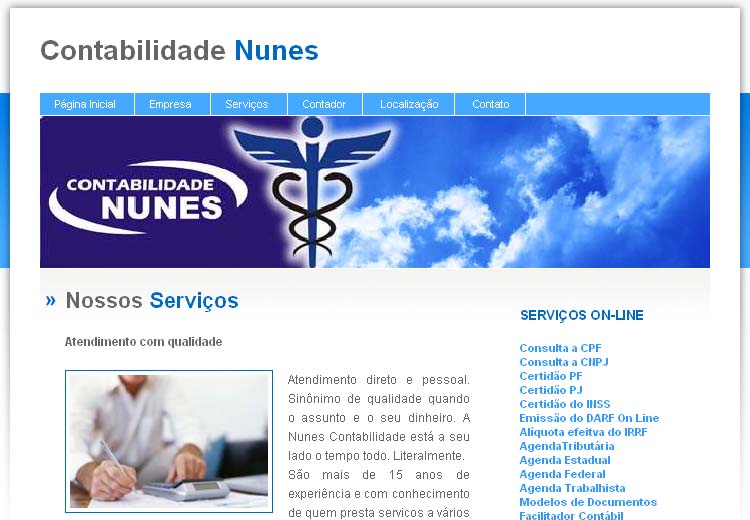 Contabilidade Nunes
Página Inicial
Empresa
Serviços
Contador
Localização
Contato
CONTABILIDADE
NUNES
» Nossos Serviços
Atendimento com qualidade
Atendimento direto e pessoal.
Sinônimo de qualidade quando
o assunto e o seu dinheiro. A
Nunes Contabilidade está a seu
lado o tempo todo. Literalmente.
São mais de 15 anos de
experiência e com conhecimento
de quem presta serviços a vários
SERVIÇOS ON-LINE
Consulta a CPF
Consulta a CNPJ
Certidão PF
Certidão PJ
Certidão do INSS
Emissão do DARF On Line
Alíquota efeitva do IRRF
AgendaTributária
Agenda Estadual
Agenda Federal
Agenda Trabalhista
Modelos de Documentos
Facilitador Contábil